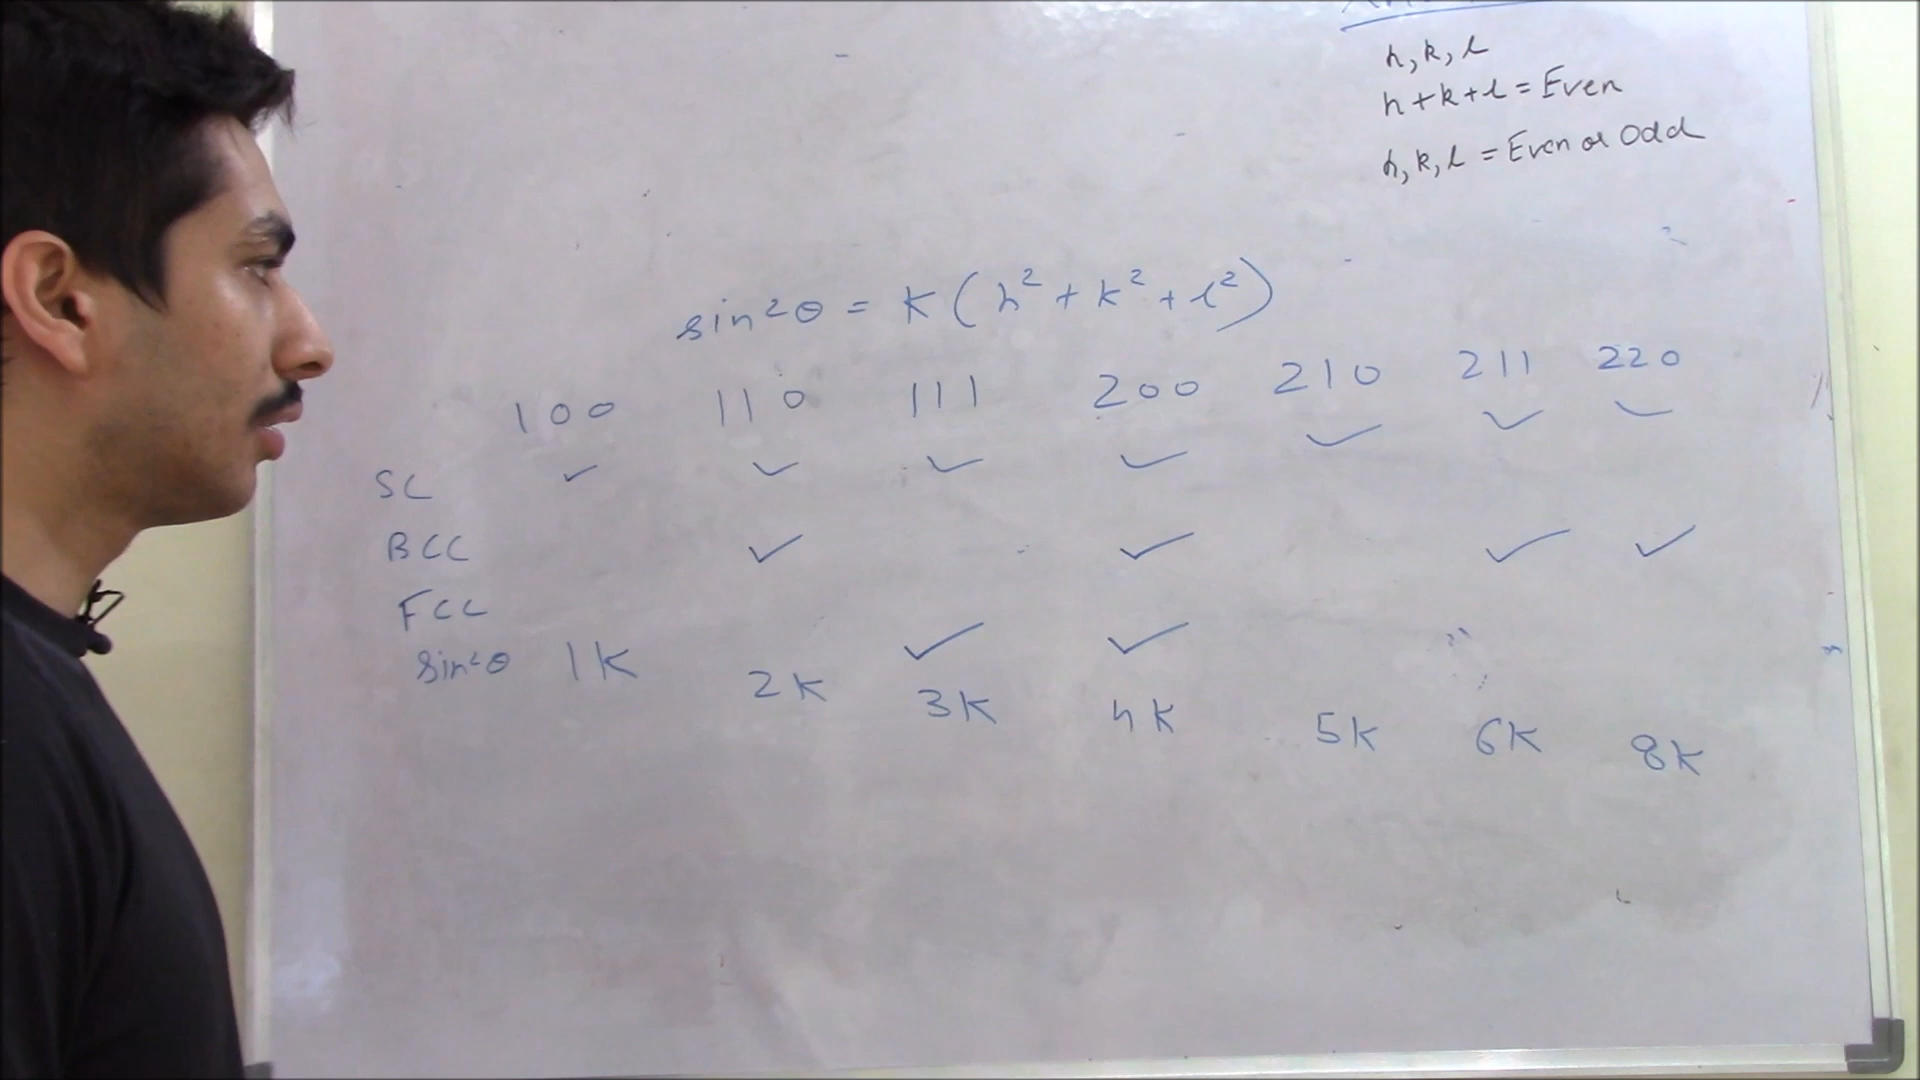 h, k, l
h + k + l = Even
h, k, l = Even or Odd
sin²θ = K (h² + k² + l²)
100 110 111 200 210 211 220
SC ✓ ✓ ✓ ✓ ✓ ✓ ✓
BCC ✓ ✓ ✓ ✓
FCC ✓ ✓
sin²θ 1K 2K 3K 4K 5K 6K 8K